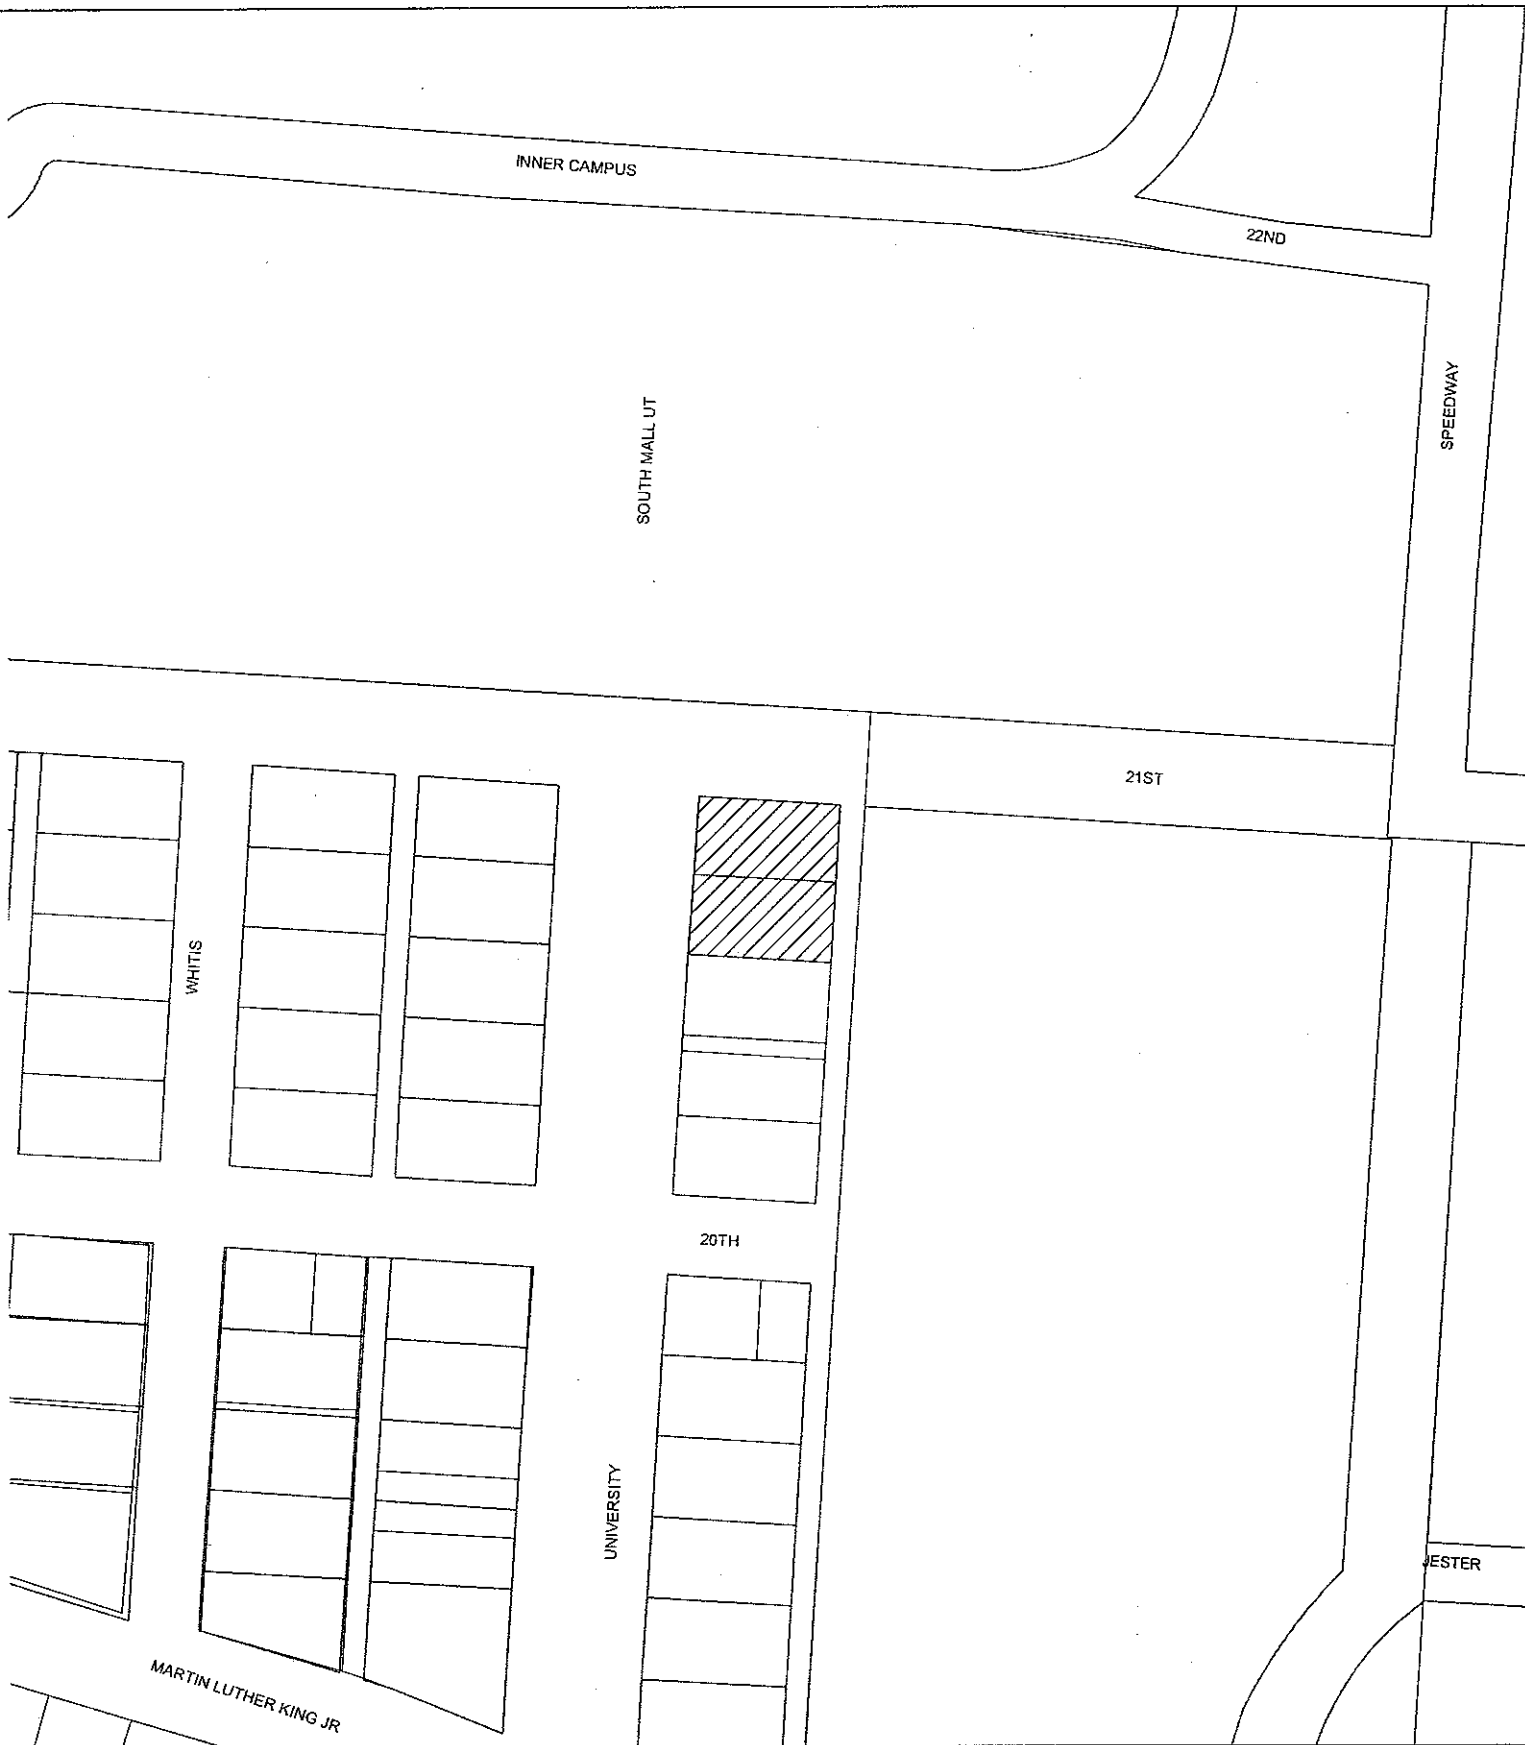 INNER CAMPUS
22ND
SPEEDWAY
SOUTH MALL UT
21ST
WHITIS
20TH
UNIVERSITY
JESTER
MARTIN LUTHER KING JR